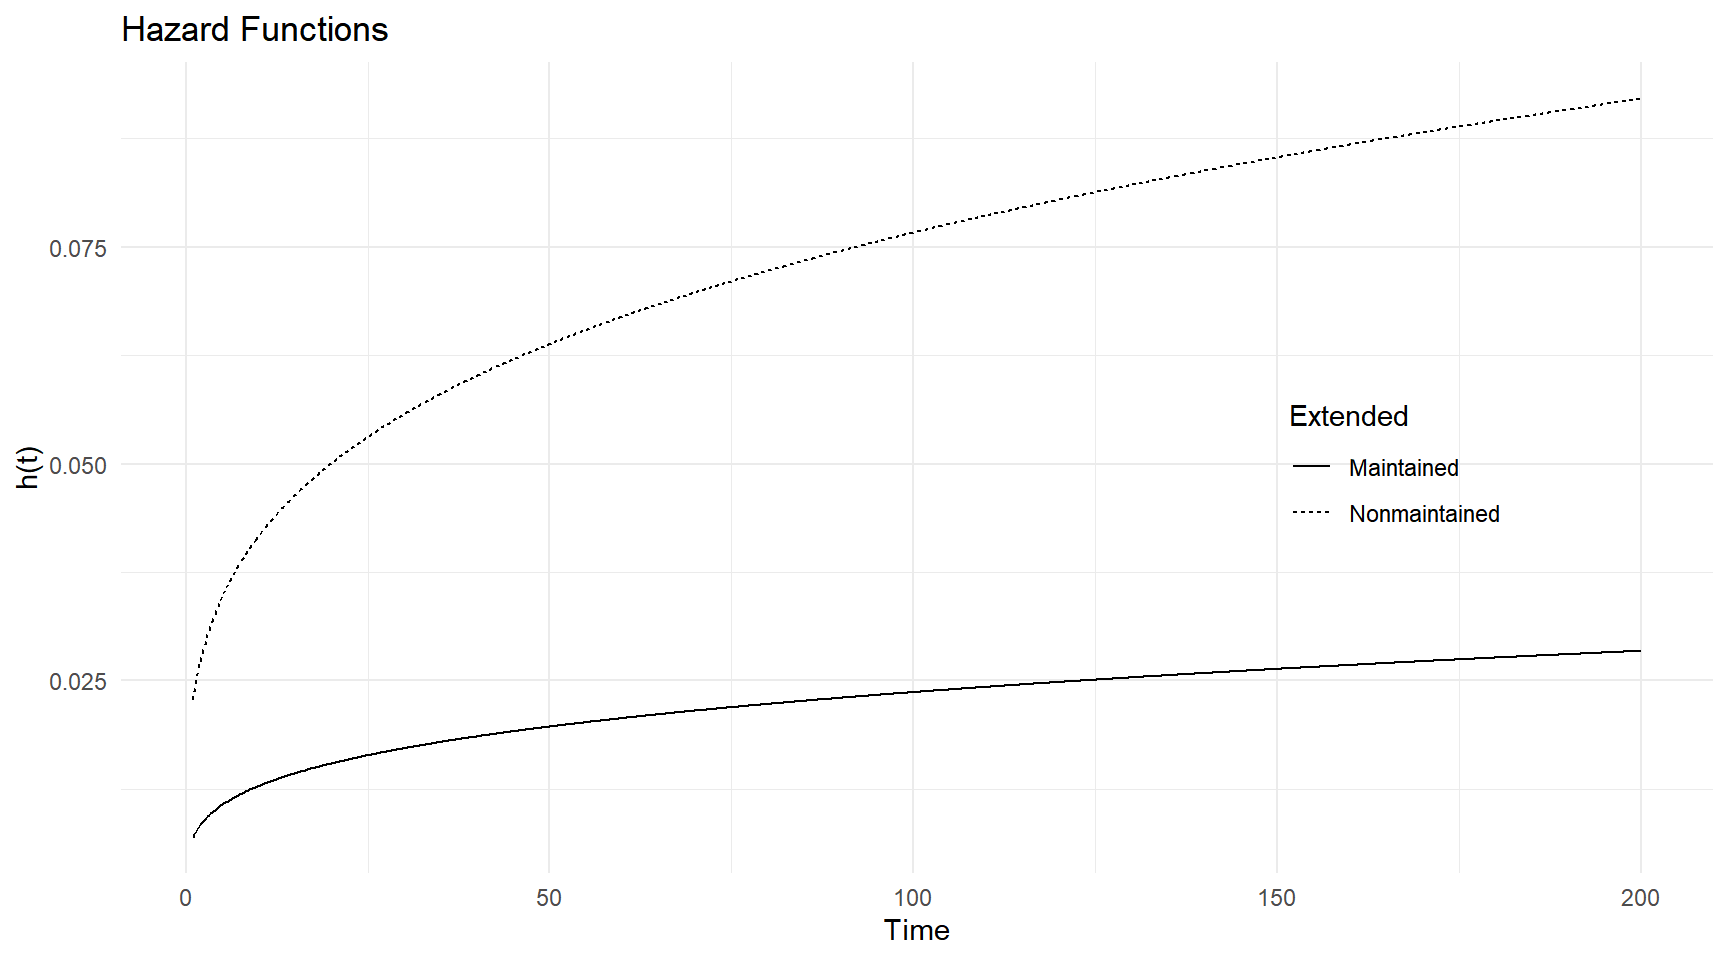 Hazard Functions
h(t)
0.075
0.050
0.025
Extended
Maintained
Nonmaintained
0 50 100 150 200
Time